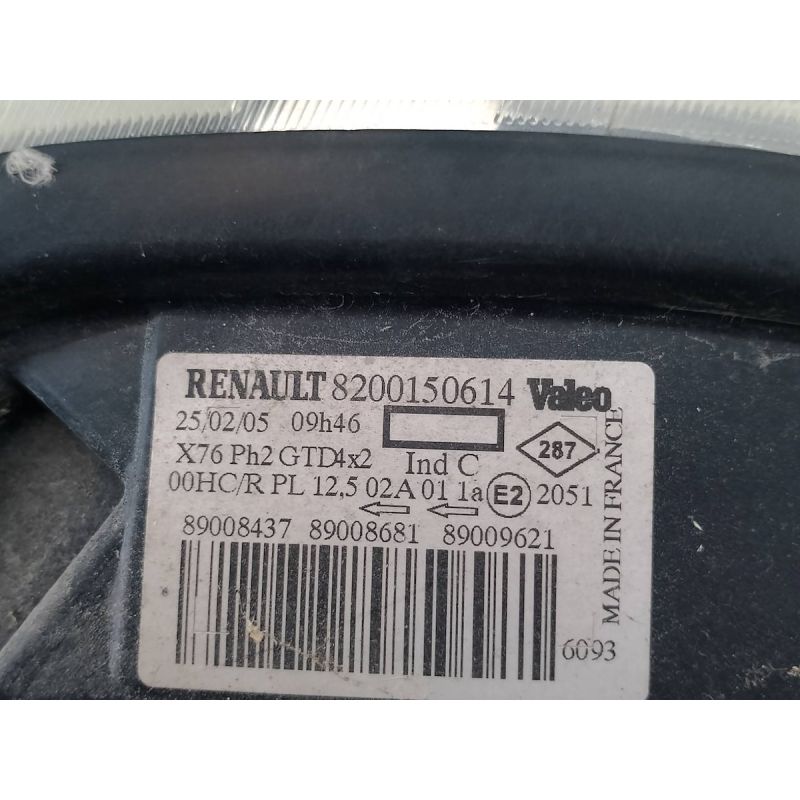 RENAULT 8200150614 Valeo
25/02/05 09h46
287
X76 Ph2 GTD4x2 Ind C
00HC/R PL 12,5 02A 01 1a E2 2051
89008437 89008681 89009621
6093
MADE IN FRANCE